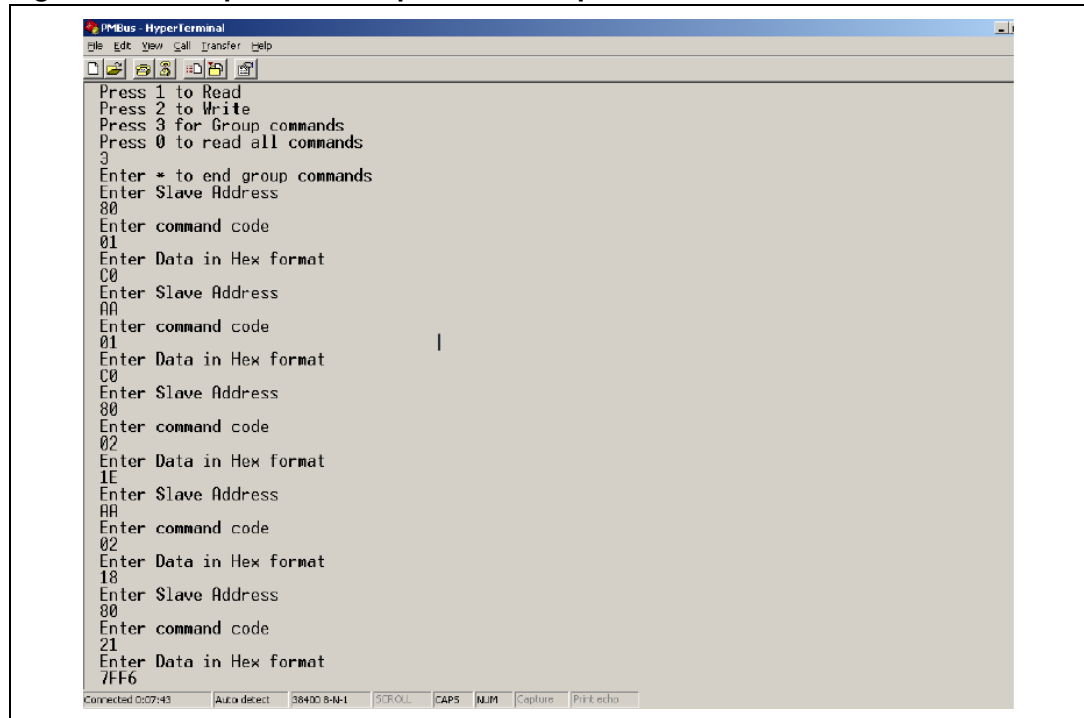 PMBus - HyperTerminal
File Edit View Call Transfer Help
Press 1 to Read
Press 2 to Write
Press 3 for Group commands
Press 0 to read all commands
3
Enter * to end group commands
Enter Slave Address
80
Enter command code
01
Enter Data in Hex format
C0
Enter Slave Address
AA
Enter command code
01
Enter Data in Hex format
C0
Enter Slave Address
80
Enter command code
02
Enter Data in Hex format
1E
Enter Slave Address
AA
Enter command code
02
Enter Data in Hex format
18
Enter Slave Address
80
Enter command code
21
Enter Data in Hex format
7FF6
Connected 0:07:43 Auto detect 38400 8-N-1 SCROLL CAPS NUM Capture Print echo